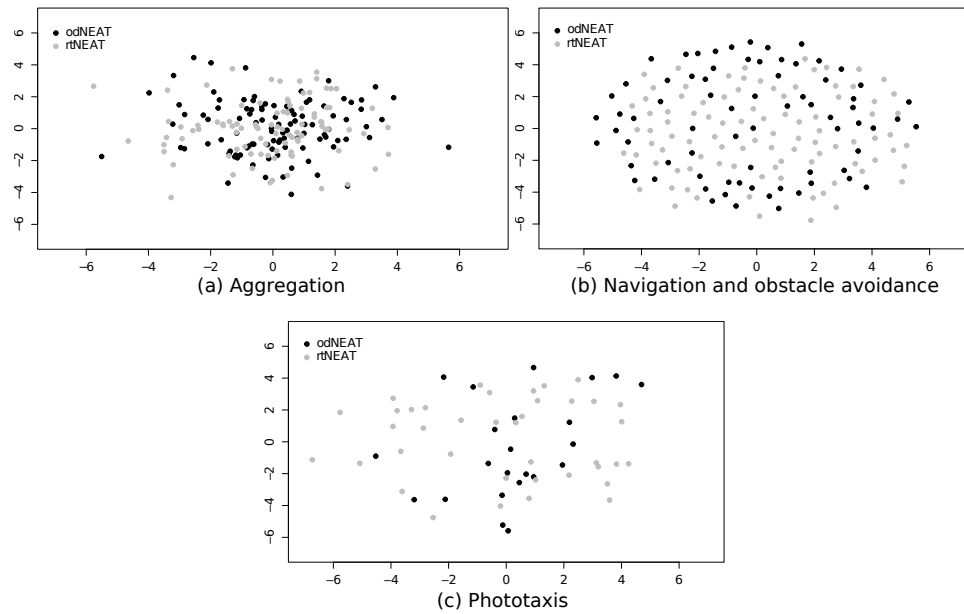 odNEAT
rtNEAT
6
4
2
0
−2
−4
−6
−6 −4 −2 0 2 4 6
(a) Aggregation
odNEAT
rtNEAT
6
4
2
0
−2
−4
−6
−6 −4 −2 0 2 4 6
(b) Navigation and obstacle avoidance
odNEAT
rtNEAT
6
4
2
0
−2
−4
−6
−6 −4 −2 0 2 4 6
(c) Phototaxis